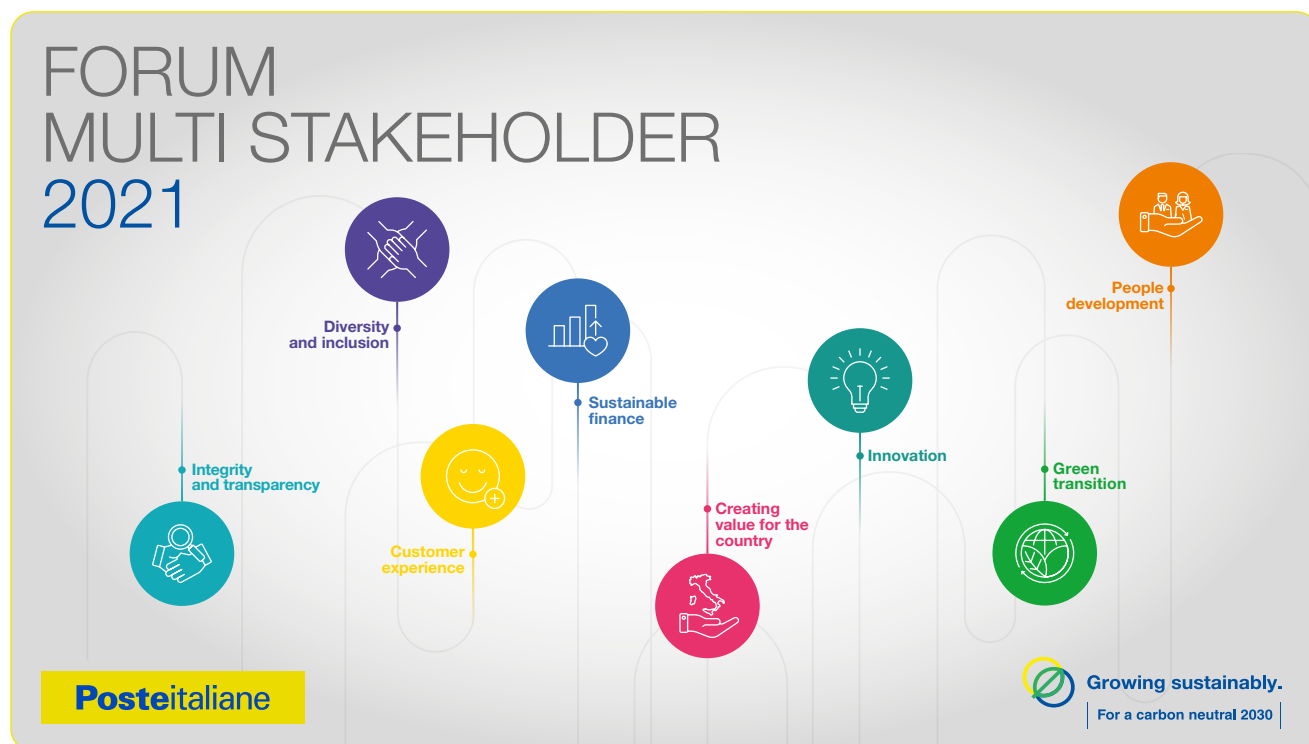 FORUM
MULTI STAKEHOLDER
2021
Diversity
and inclusion
People
development
Sustainable
finance
Innovation
Integrity
and transparency
Green
transition
Creating
value for the
country
Customer
experience
Posteitaliane
Growing sustainably.
For a carbon neutral 2030